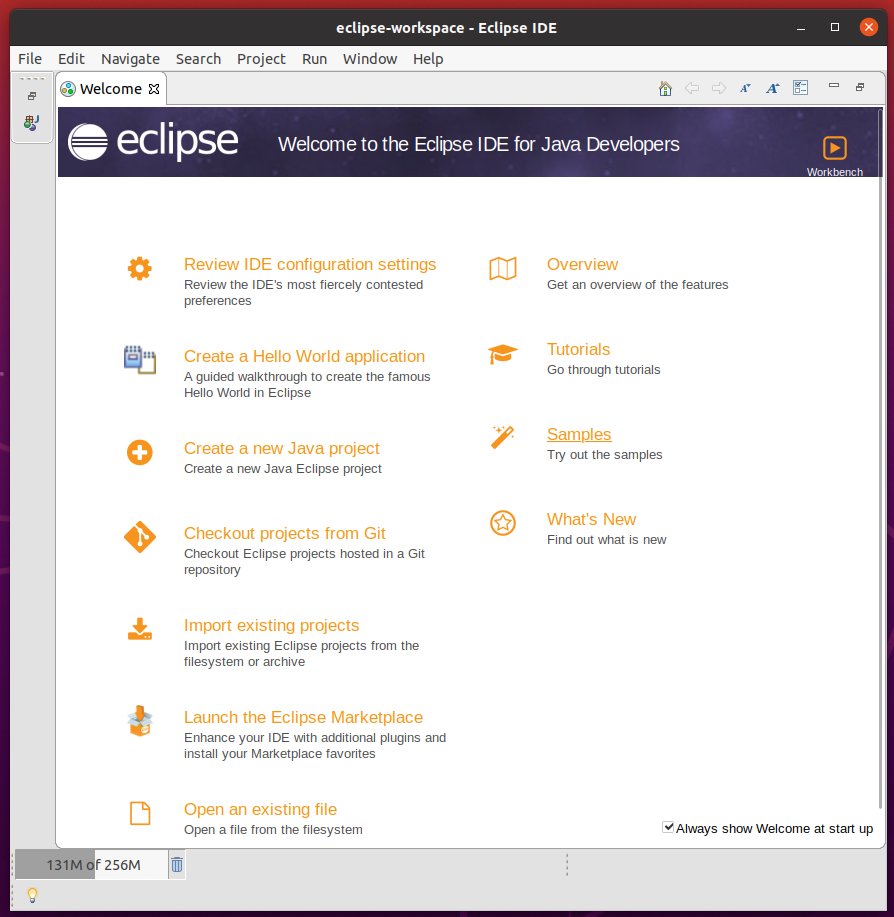 eclipse-workspace - Eclipse IDE
File Edit Navigate Search Project Run Window Help
Welcome
eclipse
Welcome to the Eclipse IDE for Java Developers
Workbench
Review IDE configuration settings
Review the IDE's most fiercely contested
preferences
Create a Hello World application
A guided walkthrough to create the famous
Hello World in Eclipse
Create a new Java project
Create a new Java Eclipse project
Checkout projects from Git
Checkout Eclipse projects hosted in a Git
repository
Import existing projects
Import existing Eclipse projects from the
filesystem or archive
Launch the Eclipse Marketplace
Enhance your IDE with additional plugins and
install your Marketplace favorites
Open an existing file
Open a file from the filesystem
Overview
Get an overview of the features
Tutorials
Go through tutorials
Samples
Try out the samples
What's New
Find out what is new
Always show Welcome at start up
131M of 256M